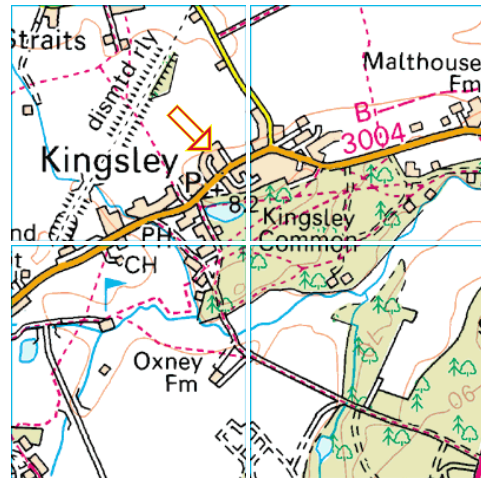 Straits
dismtd rly
Malthouse
Fm
B
3004
Kingsley
P
82
Kingsley
Common
PH
CH
Oxney
Fm